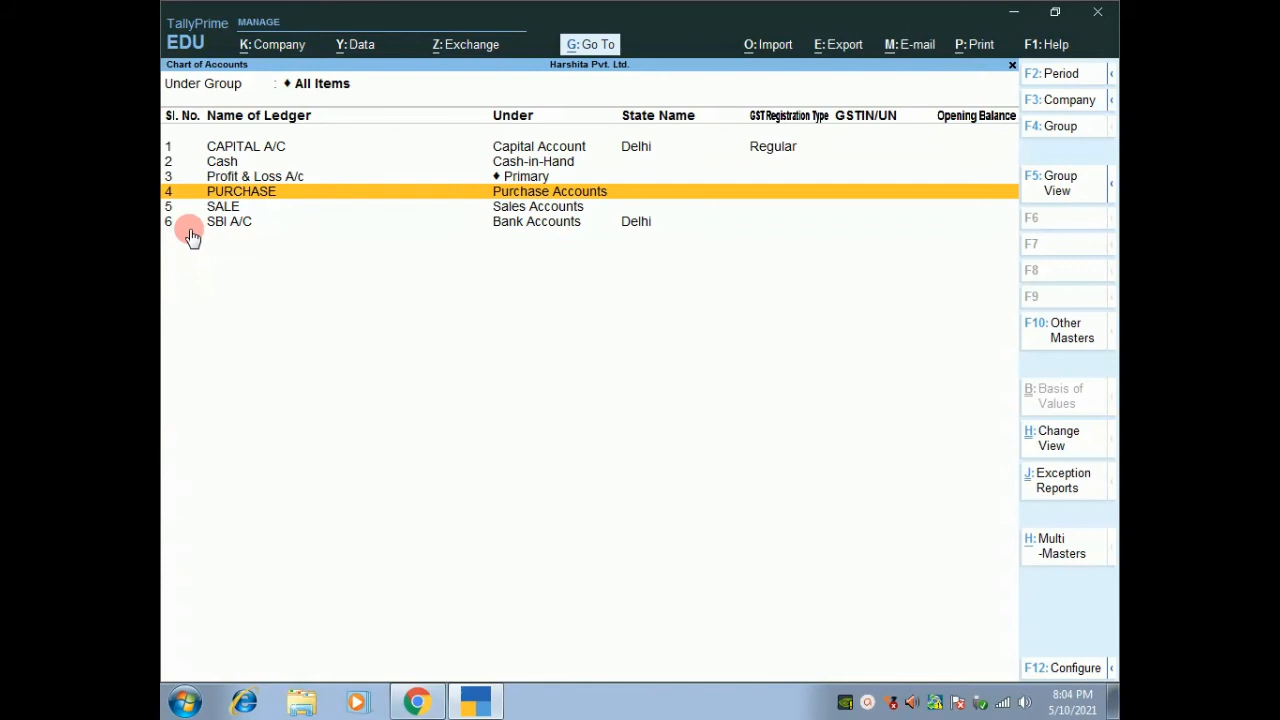 TallyPrime MANAGE
EDU K: Company Y: Data Z: Exchange G: Go To O: Import E: Export M: E-mail P: Print F1: Help
Chart of Accounts Harshita Pvt. Ltd.
Under Group : ♦ All Items
Sl. No. Name of Ledger Under State Name GST Registration Type GSTIN/UN Opening Balance
1 CAPITAL A/C Capital Account Delhi Regular
2 Cash Cash-in-Hand
3 Profit & Loss A/c ♦ Primary
4 PURCHASE Purchase Accounts
5 SALE Sales Accounts
6 SBI A/C Bank Accounts Delhi
F2: Period
F3: Company
F4: Group
F5: Group
View
F6
F7
F8
F9
F10: Other
Masters
B: Basis of
Values
H: Change
View
J: Exception
Reports
H: Multi
-Masters
F12: Configure
8:04 PM
5/10/2021